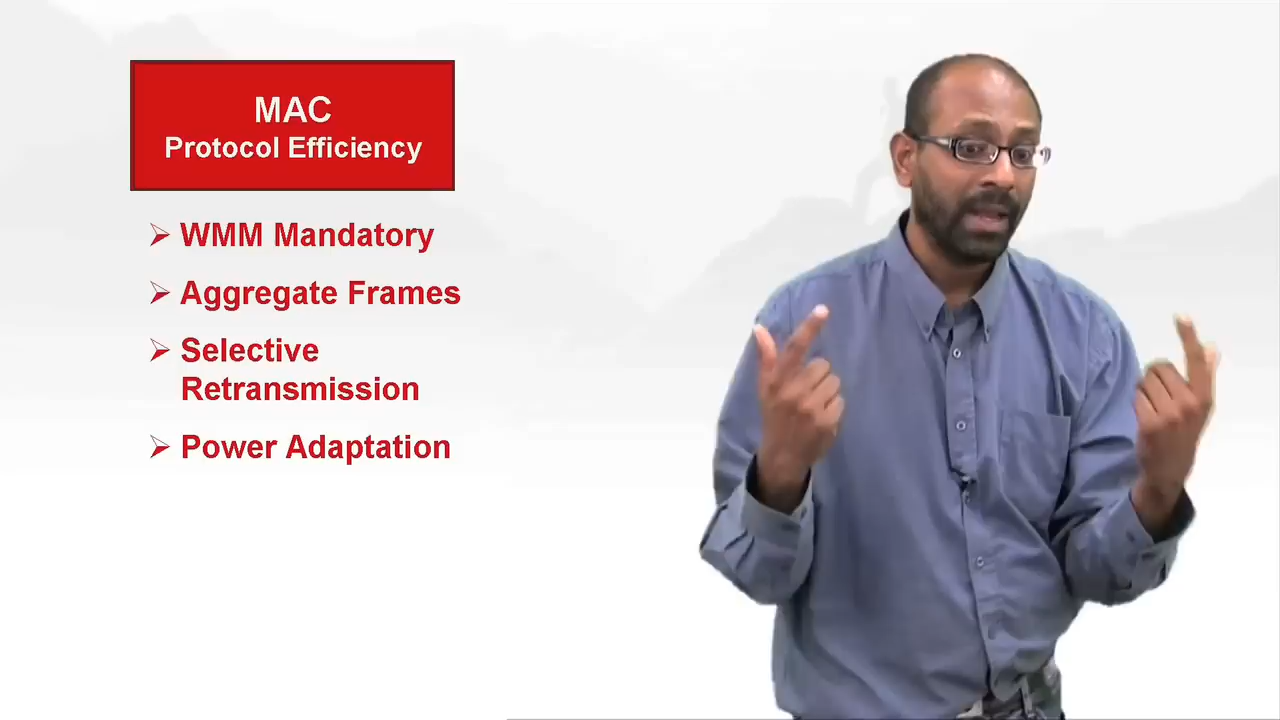 MAC
Protocol Efficiency
WMM Mandatory
Aggregate Frames
Selective
Retransmission
Power Adaptation